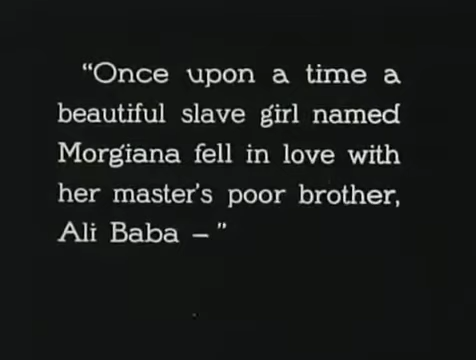 “Once upon a time a
beautiful slave girl named
Morgiana fell in love with
her master's poor brother,
Ali Baba — ”